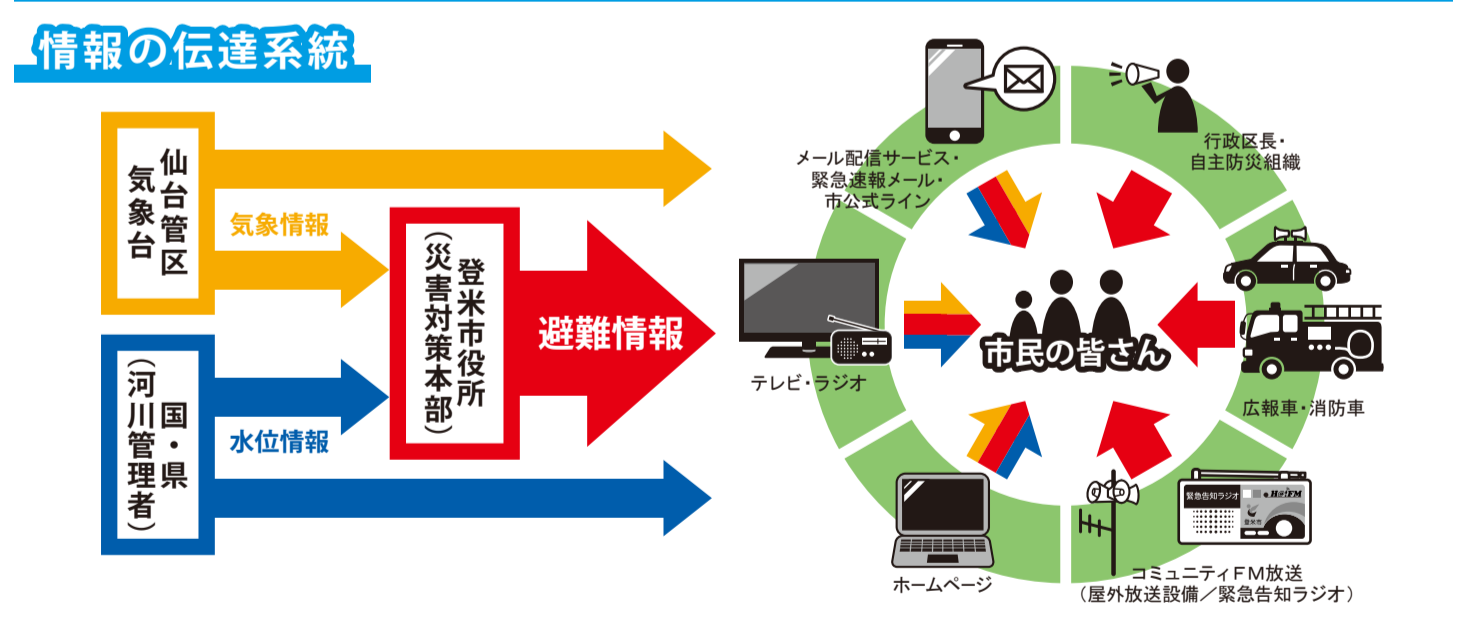 情報の伝達系統
仙台管区
気象台
気象情報
国・県
(河川管理者)
水位情報
登米市役所
(災害対策本部)
避難情報
メール配信サービス・
緊急速報メール・
市公式ライン
行政区長・
自主防災組織
テレビ・ラジオ
市民の皆さん
広報車・消防車
ホームページ
緊急告知ラジオ
H@!FM
登米市
コミュニティFM放送
(屋外放送設備/緊急告知ラジオ)